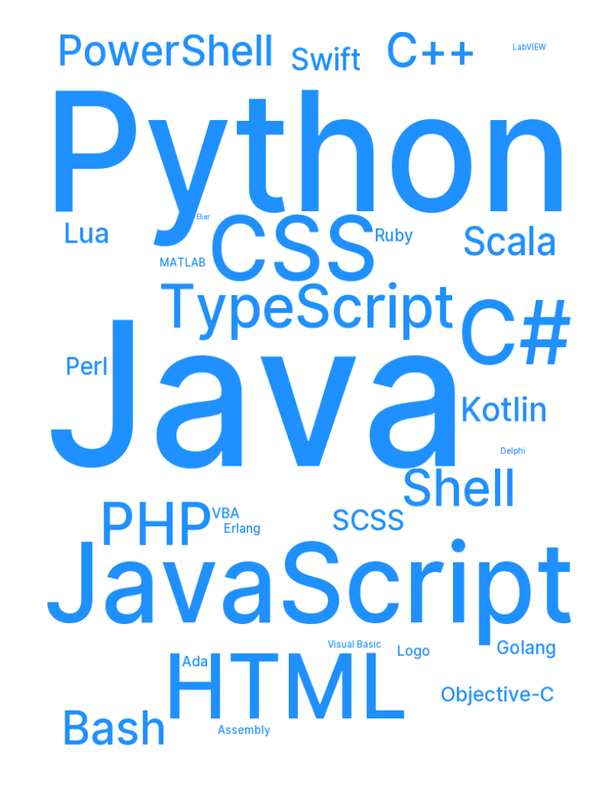 PowerShell Swift C++ LabVIEW
Python
Lua CSS Ruby Scala
MATLAB
TypeScript C#
Java
Perl
Kotlin
Delphi
Shell
PHP VBA SCSS
Erlang
JavaScript
Visual Basic Logo Golang
Ada HTML
Objective-C
Bash Assembly